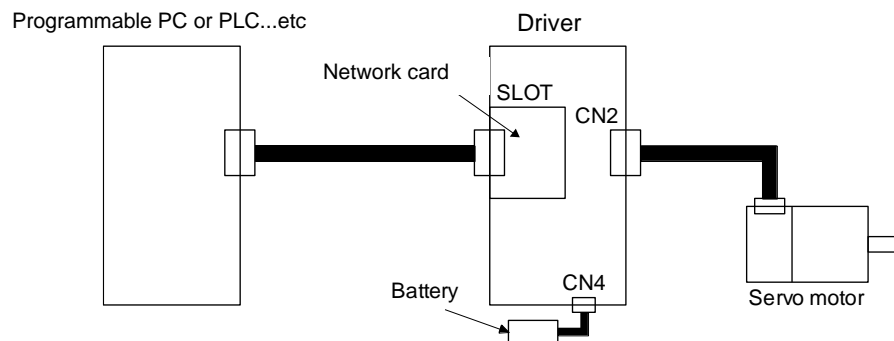 Programmable PC or PLC...etc
Driver
Network card
SLOT
CN2
CN4
Battery
Servo motor